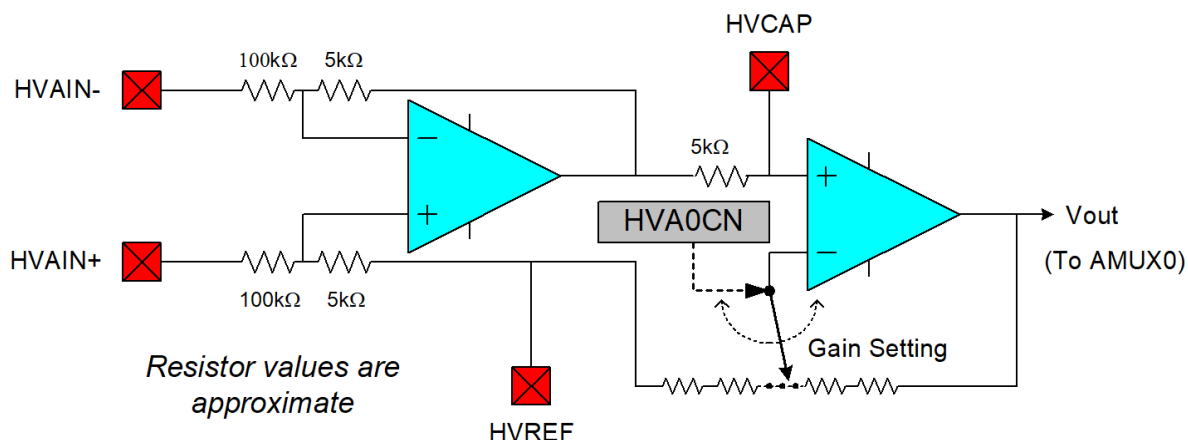 HVCAP
100kΩ 5kΩ
HVAIN-
5kΩ
HVA0CN
Vout
(To AMUX0)
HVAIN+
100kΩ 5kΩ
Gain Setting
Resistor values are
approximate
HVREF